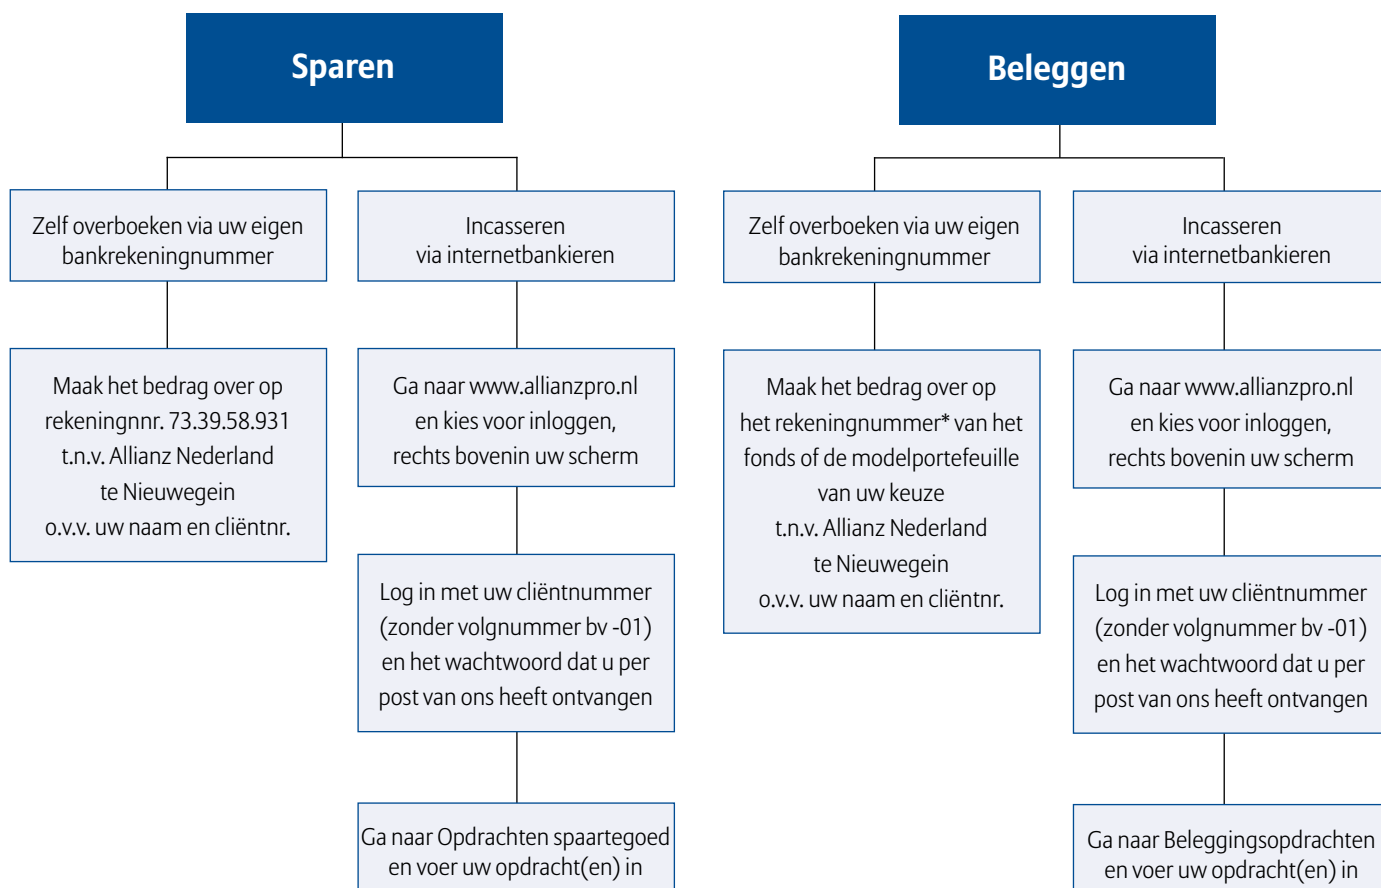 Sparen
Zelf overboeken via uw eigen
bankrekeningnummer
Maak het bedrag over op
rekeningnnr. 73.39.58.931
t.n.v. Allianz Nederland
te Nieuwegein
o.v.v. uw naam en cliëntnr.
Incasseren
via internetbankieren
Ga naar www.allianzpro.nl
en kies voor inloggen,
rechts bovenin uw scherm
Log in met uw cliëntnummer
(zonder volgnummer bv -01)
en het wachtwoord dat u per
post van ons heeft ontvangen
Ga naar Opdrachten spaartegoed
en voer uw opdracht(en) in
Beleggen
Zelf overboeken via uw eigen
bankrekeningnummer
Maak het bedrag over op
het rekeningnummer* van het
fonds of de modelportefeuille
van uw keuze
t.n.v. Allianz Nederland
te Nieuwegein
o.v.v. uw naam en cliëntnr.
Incasseren
via internetbankieren
Ga naar www.allianzpro.nl
en kies voor inloggen,
rechts bovenin uw scherm
Log in met uw cliëntnummer
(zonder volgnummer bv -01)
en het wachtwoord dat u per
post van ons heeft ontvangen
Ga naar Beleggingsopdrachten
en voer uw opdracht(en) in